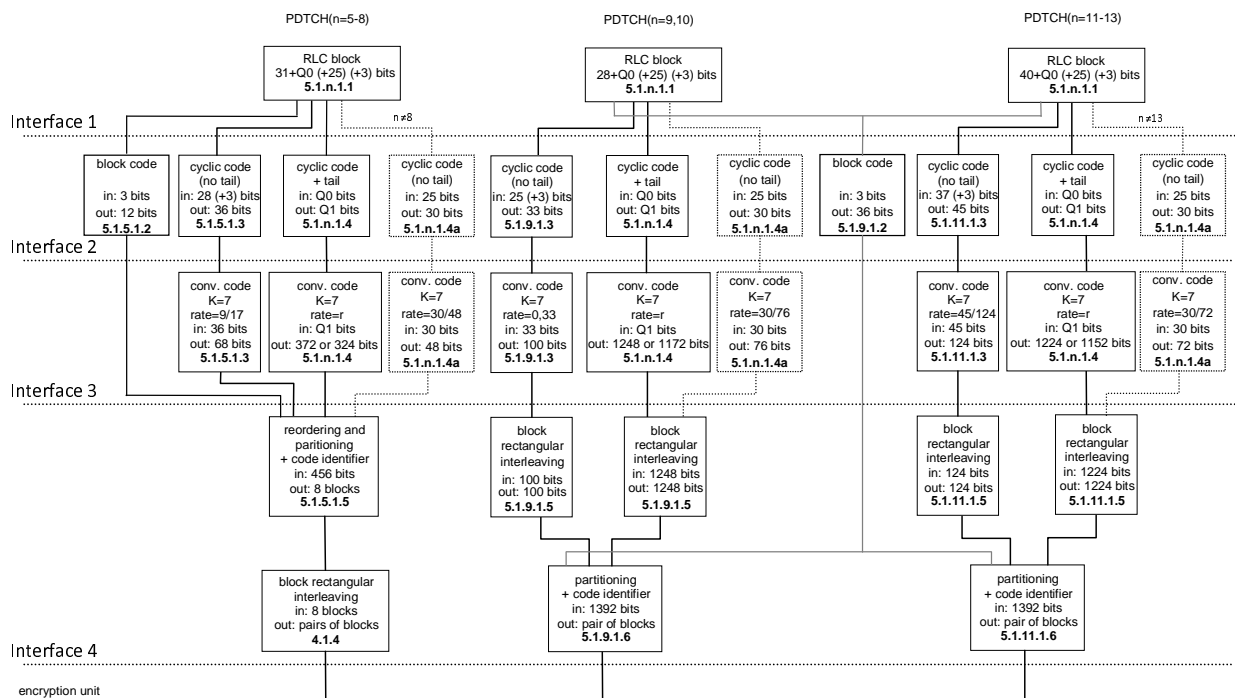 PDTCH(n=5-8)
PDTCH(n=9,10)
PDTCH(n=11-13)
RLC block
31+Q0 (+25) (+3) bits
5.1.n.1.1
RLC block
28+Q0 (+25) (+3) bits
5.1.n.1.1
RLC block
40+Q0 (+25) (+3) bits
5.1.n.1.1
Interface 1
n≠8
n≠13
block code
in: 3 bits
out: 12 bits
5.1.5.1.2
cyclic code
(no tail)
in: 28 (+3) bits
out: 36 bits
5.1.5.1.3
cyclic code
+ tail
in: Q0 bits
out: Q1 bits
5.1.n.1.4
cyclic code
(no tail)
in: 25 bits
out: 30 bits
5.1.n.1.4a
cyclic code
(no tail)
in: 25 (+3) bits
out: 33 bits
5.1.9.1.3
cyclic code
+ tail
in: Q0 bits
out: Q1 bits
5.1.n.1.4
cyclic code
(no tail)
in: 25 bits
out: 30 bits
5.1.n.1.4a
block code
in: 3 bits
out: 36 bits
5.1.9.1.2
cyclic code
(no tail)
in: 37 (+3) bits
out: 45 bits
5.1.11.1.3
cyclic code
+ tail
in: Q0 bits
out: Q1 bits
5.1.n.1.4
cyclic code
(no tail)
in: 25 bits
out: 30 bits
5.1.n.1.4a
Interface 2
conv. code
K=7
rate=9/17
in: 36 bits
out: 68 bits
5.1.5.1.3
conv. code
K=7
rate=r
in: Q1 bits
out: 372 or 324 bits
5.1.n.1.4
conv. code
K=7
rate=30/48
in: 30 bits
out: 48 bits
5.1.n.1.4a
conv. code
K=7
rate=0,33
in: 33 bits
out: 100 bits
5.1.9.1.3
conv. code
K=7
rate=r
in: Q1 bits
out: 1248 or 1172 bits
5.1.n.1.4
conv. code
K=7
rate=30/76
in: 30 bits
out: 76 bits
5.1.n.1.4a
conv. code
K=7
rate=45/124
in: 45 bits
out: 124 bits
5.1.11.1.3
conv. code
K=7
rate=r
in: Q1 bits
out: 1224 or 1152 bits
5.1.n.1.4
conv. code
K=7
rate=30/72
in: 30 bits
out: 72 bits
5.1.n.1.4a
Interface 3
reordering and
paritioning
+ code identifier
in: 456 bits
out: 8 blocks
5.1.5.1.5
block
rectangular
interleaving
in: 100 bits
out: 100 bits
5.1.9.1.5
block
rectangular
interleaving
in: 1248 bits
out: 1248 bits
5.1.9.1.5
block
rectangular
interleaving
in: 124 bits
out: 124 bits
5.1.11.1.5
block
rectangular
interleaving
in: 1224 bits
out: 1224 bits
5.1.11.1.5
block rectangular
interleaving
in: 8 blocks
out: pairs of blocks
4.1.4
partitioning
+ code identifier
in: 1392 bits
out: pair of blocks
5.1.9.1.6
partitioning
+ code identifier
in: 1392 bits
out: pair of blocks
5.1.11.1.6
Interface 4
encryption unit